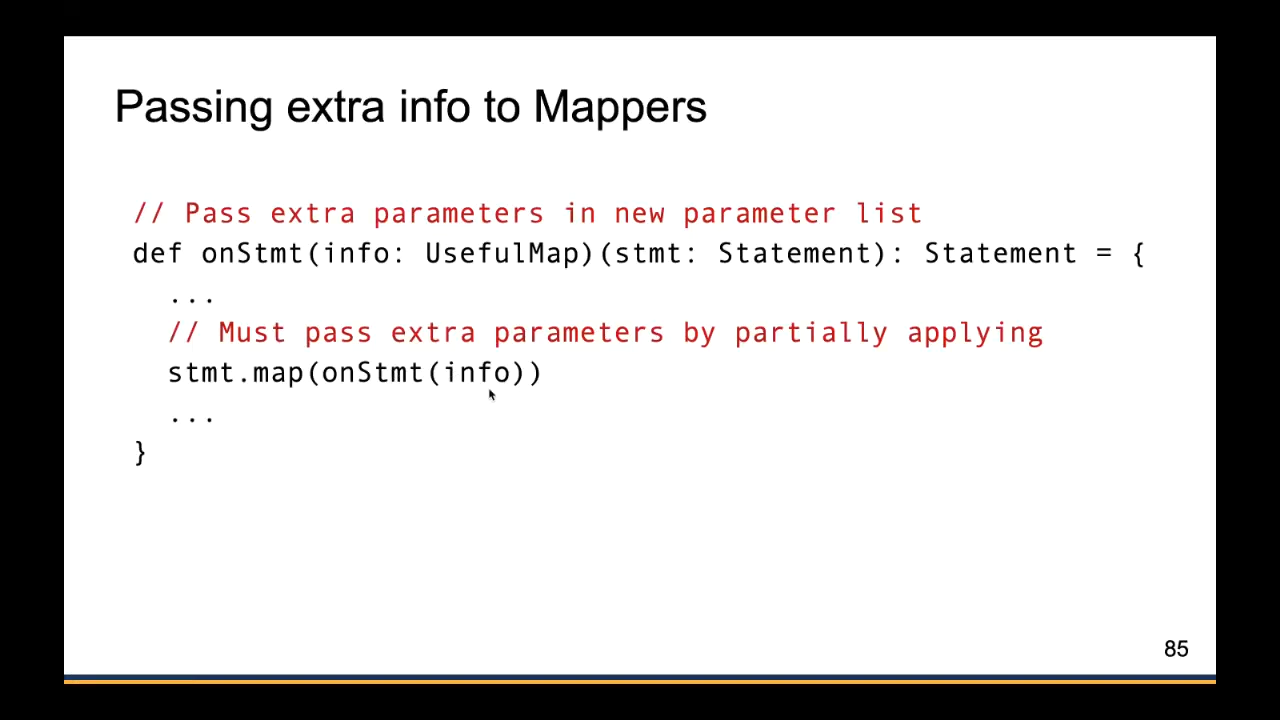 Passing extra info to Mappers
// Pass extra parameters in new parameter list
def onStmt(info: UsefulMap)(stmt: Statement): Statement = {
...
// Must pass extra parameters by partially applying
stmt.map(onStmt(info))
...
}
85